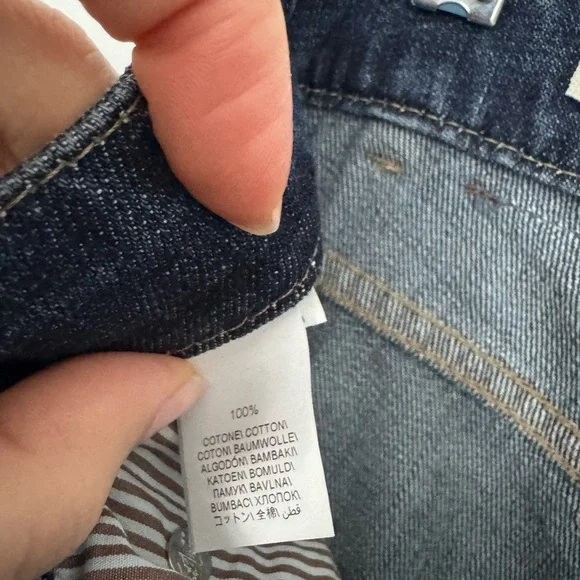 100%
COTONE\ COTTON\
COTON\ BAUMWOLLE\
ALGODÓN\ BAMBAKI\
KATOEN\ BOMULD\
ПАМУК\ BAVLNA\
BUMBAC\ ХЛОПОК\
コットン\ 全棉\ قطن